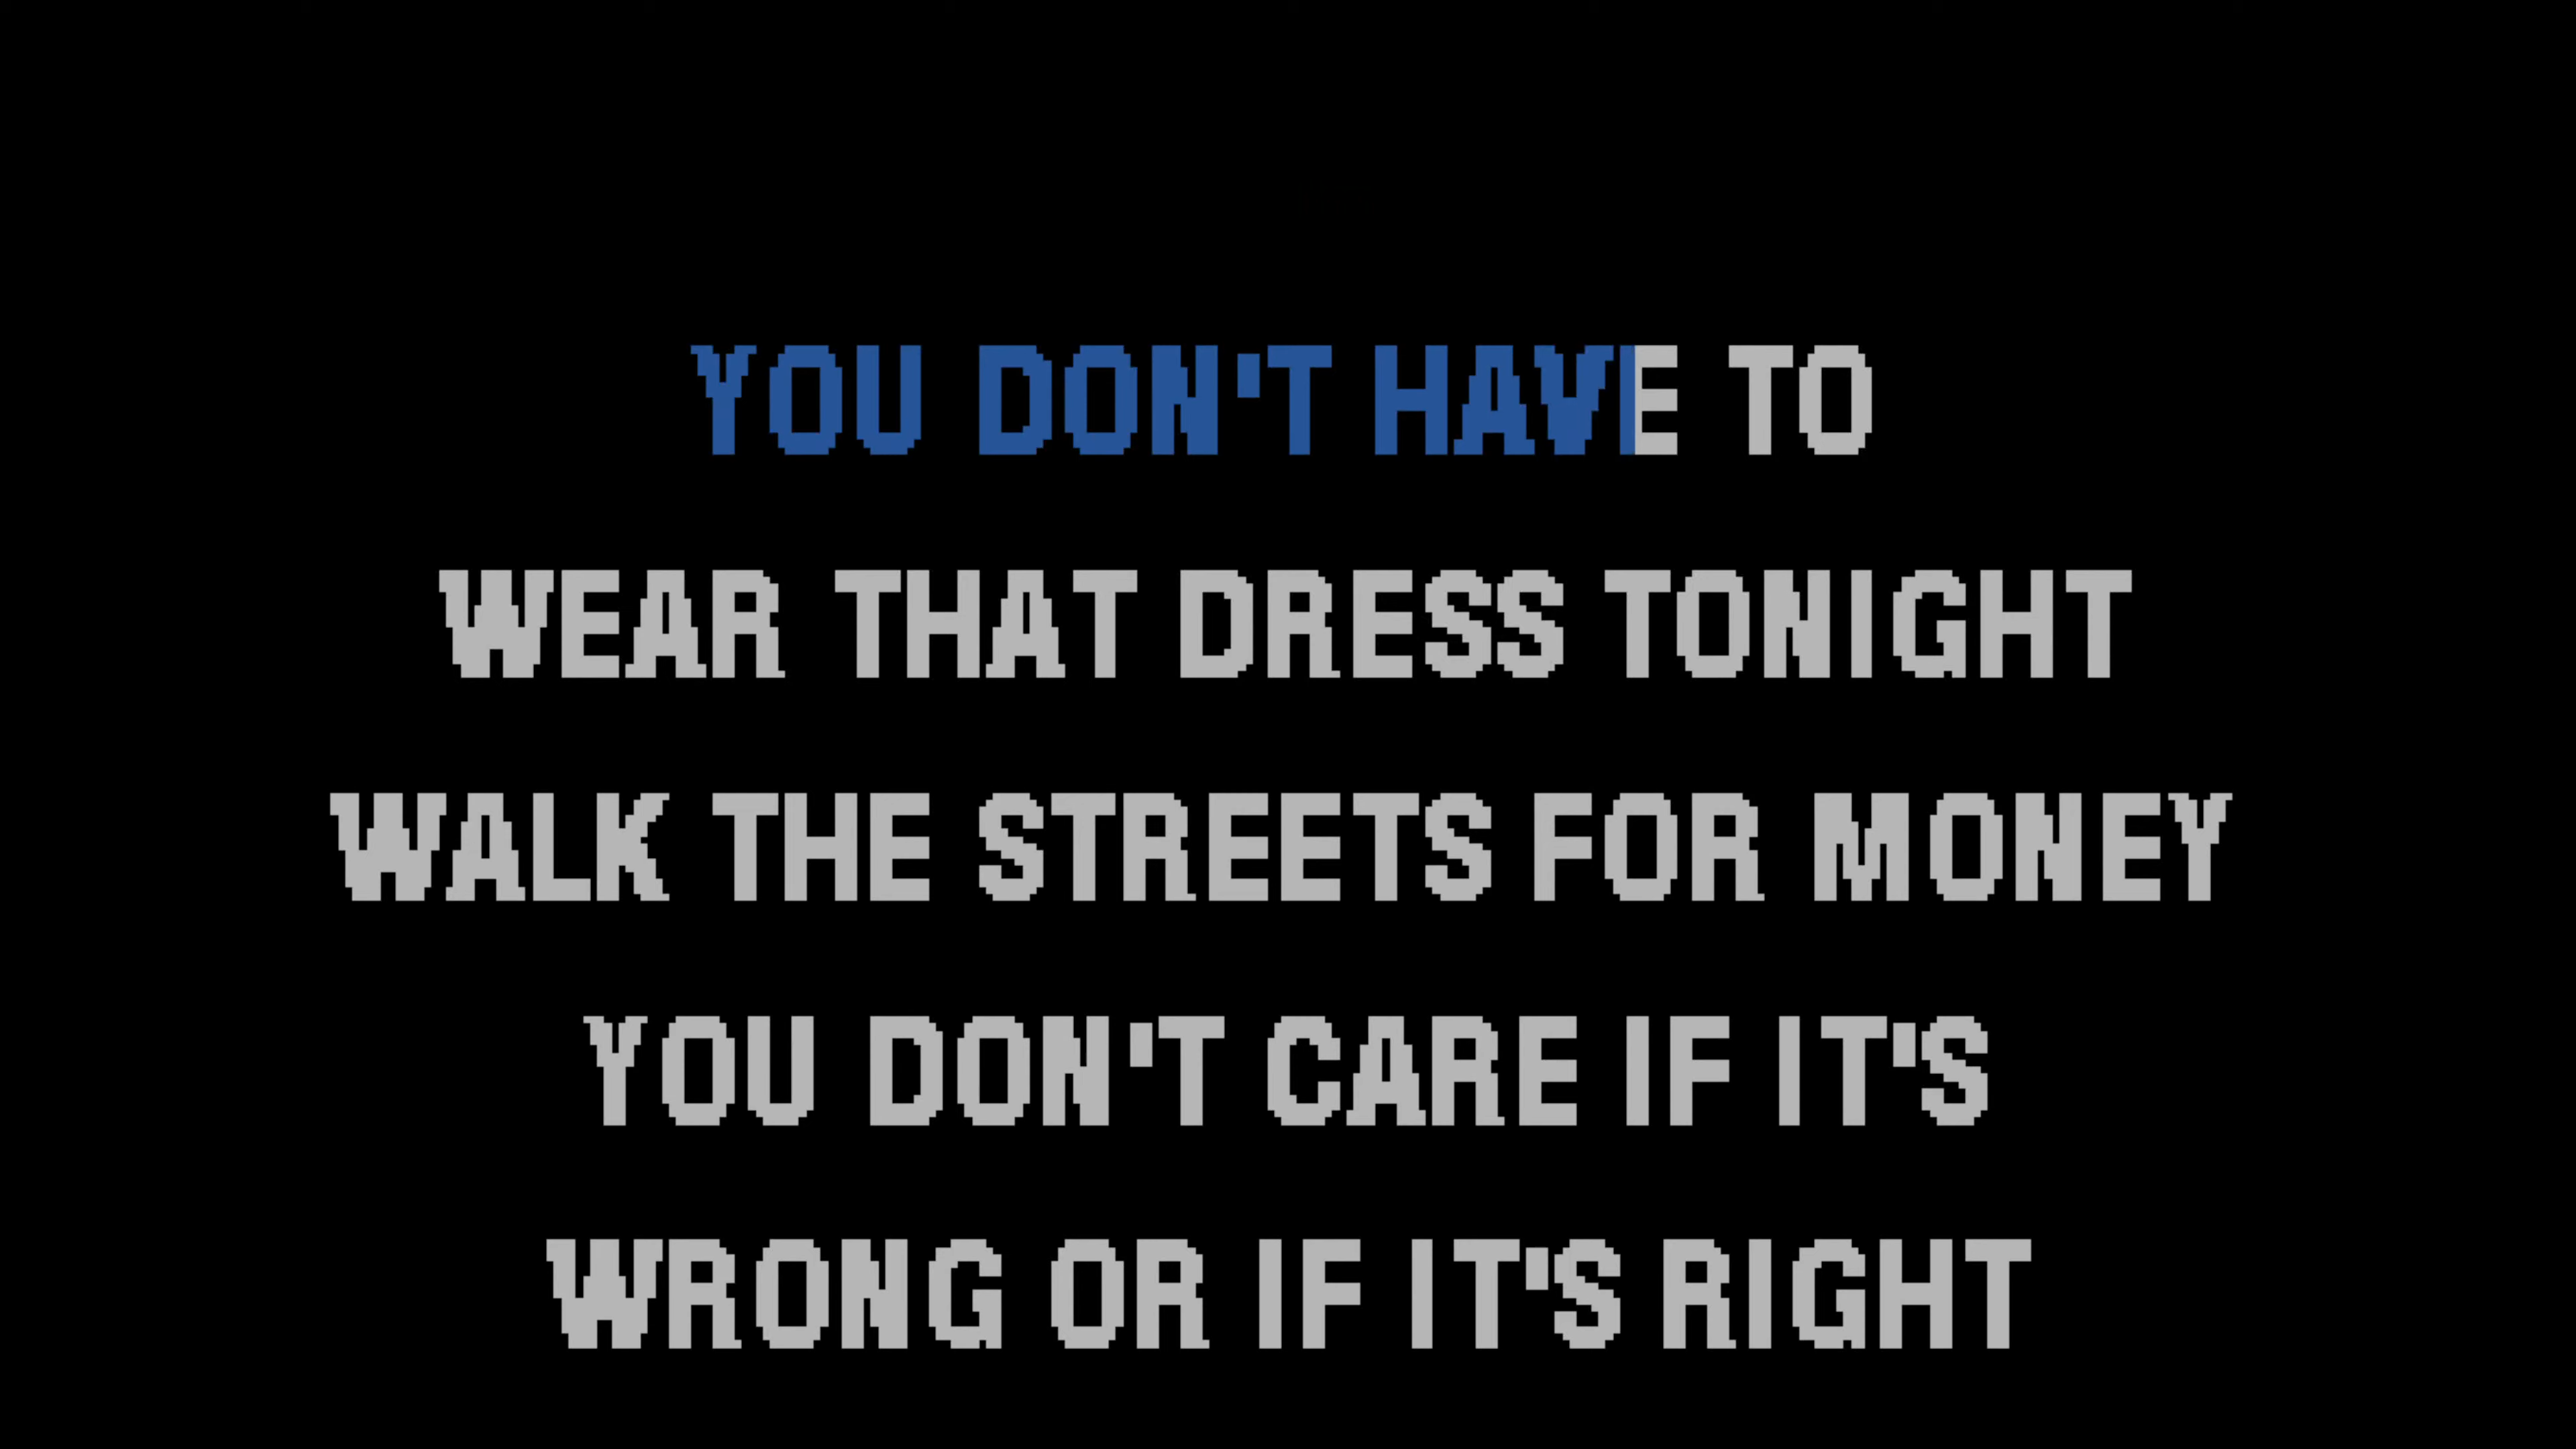 YOU DON'T HAVE TO
WEAR THAT DRESS TONIGHT
WALK THE STREETS FOR MONEY
YOU DON'T CARE IF IT'S
WRONG OR IF IT'S RIGHT